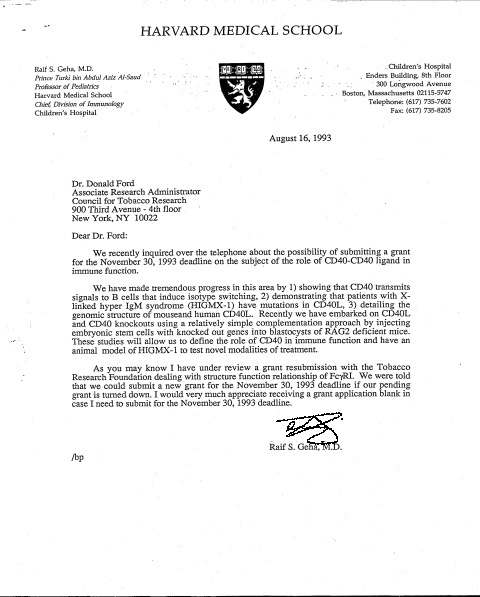 HARVARD MEDICAL SCHOOL
Raif S. Geha, M.D.
Prince Turki bin Abdul Aziz Al-Saud
Professor of Pediatrics
Harvard Medical School
Chief, Division of Immunology
Children's Hospital
Children's Hospital
Enders Building, 8th Floor
300 Longwood Avenue
Boston, Massachusetts 02115-5747
Telephone: (617) 735-7602
Fax: (617) 735-8205
August 16, 1993
Dr. Donald Ford
Associate Research Administrator
Council for Tobacco Research
900 Third Avenue - 4th floor
New York, NY 10022
Dear Dr. Ford:
We recently inquired over the telephone about the possibility of submitting a grant
for the November 30, 1993 deadline on the subject of the role of CD40-CD40 ligand in
immune function.
We have made tremendous progress in this area by 1) showing that CD40 transmits
signals to B cells that induce isotype switching, 2) demonstrating that patients with X-
linked hyper IgM syndrome (HIGMX-1) have mutations in CD40L, 3) detailing the
genomic structure of mouseand human CD40L. Recently we have embarked on CD40L
and CD40 knockouts using a relatively simple complementation approach by injecting
embryonic stem cells with knocked out genes into blastocysts of RAG2 deficient mice.
These studies will allow us to define the role of CD40 in immune function and have an
animal model of HIGMX-1 to test novel modalities of treatment.
As you may know I have under review a grant resubmission with the Tobacco
Research Foundation dealing with structure function relationship of FcγRI. We were told
that we could submit a new grant for the November 30, 1993 deadline if our pending
grant is turned down. I would very much appreciate receiving a grant application blank in
case I need to submit for the November 30, 1993 deadline.
Raif S. Geha, M.D.
/bp